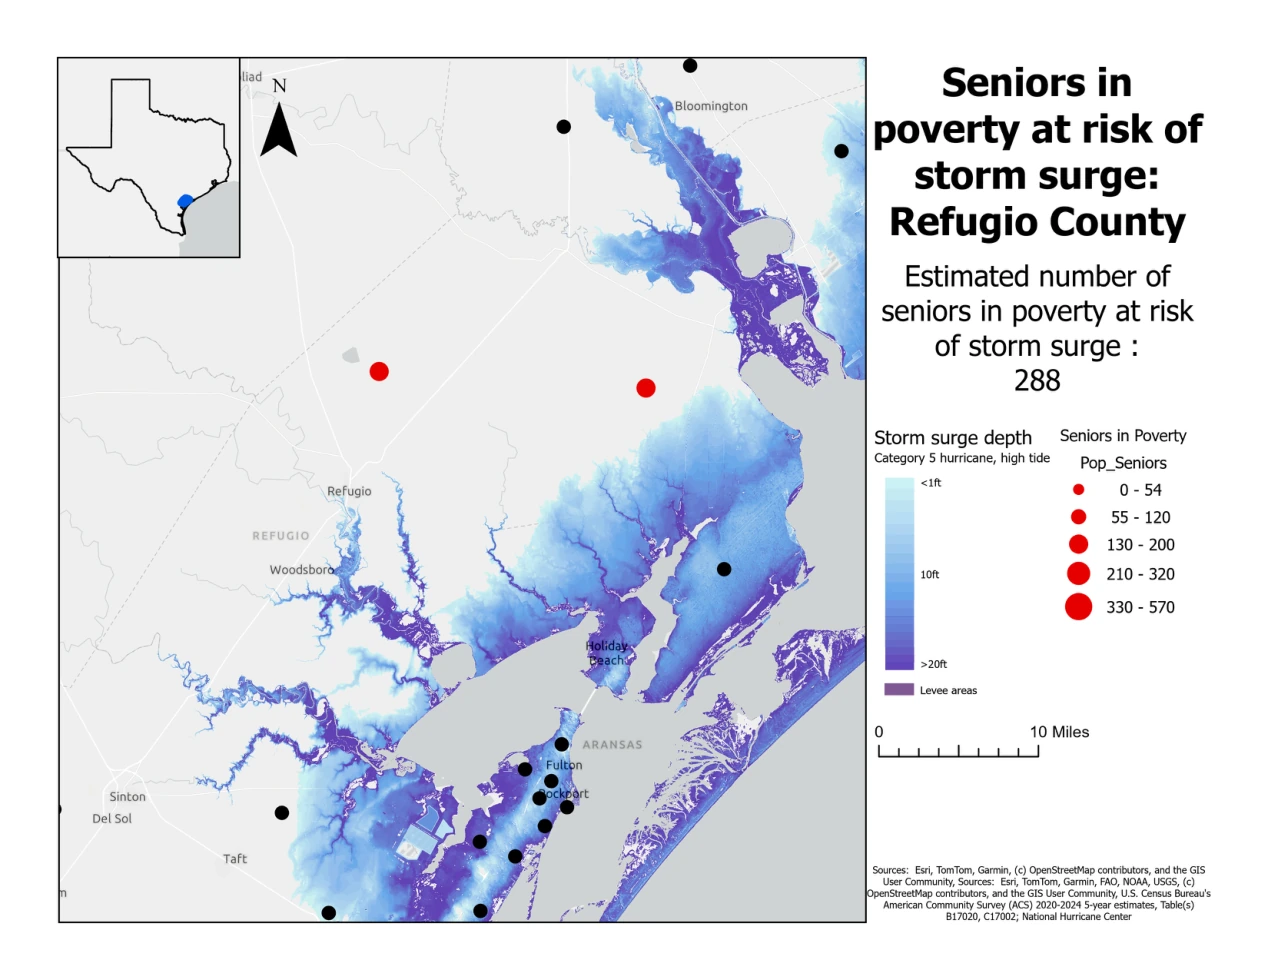 Seniors in
poverty at risk of
storm surge:
Refugio County
Estimated number of
seniors in poverty at risk
of storm surge :
288
Storm surge depth
Category 5 hurricane, high tide
<1ft
10ft
>20ft
Levee areas
Seniors in Poverty
Pop_Seniors
0 - 54
55 - 120
130 - 200
210 - 320
330 - 570
0
10 Miles
N
liad
Bloomington
Refugio
REFUGIO
Woodsboro
Holiday
Beach
ARANSAS
Fulton
Rockport
Sinton
Del Sol
Taft
m
Sources: Esri, TomTom, Garmin, (c) OpenStreetMap contributors, and the GIS
User Community, Sources: Esri, TomTom, Garmin, FAO, NOAA, USGS, (c)
OpenStreetMap contributors, and the GIS User Community, U.S. Census Bureau's
American Community Survey (ACS) 2020-2024 5-year estimates, Table(s)
B17020, C17002; National Hurricane Center